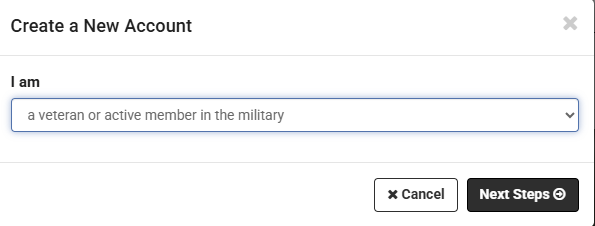 Create a New Account
I am
a veteran or active member in the military
Cancel
Next Steps